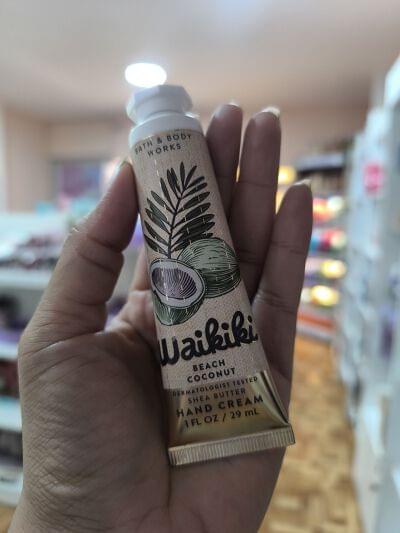 BATH & BODY
WORKS
Waikiki
BEACH
COCONUT
DERMATOLOGIST TESTED
SHEA BUTTER
HAND CREAM
1 FL OZ / 29 mL